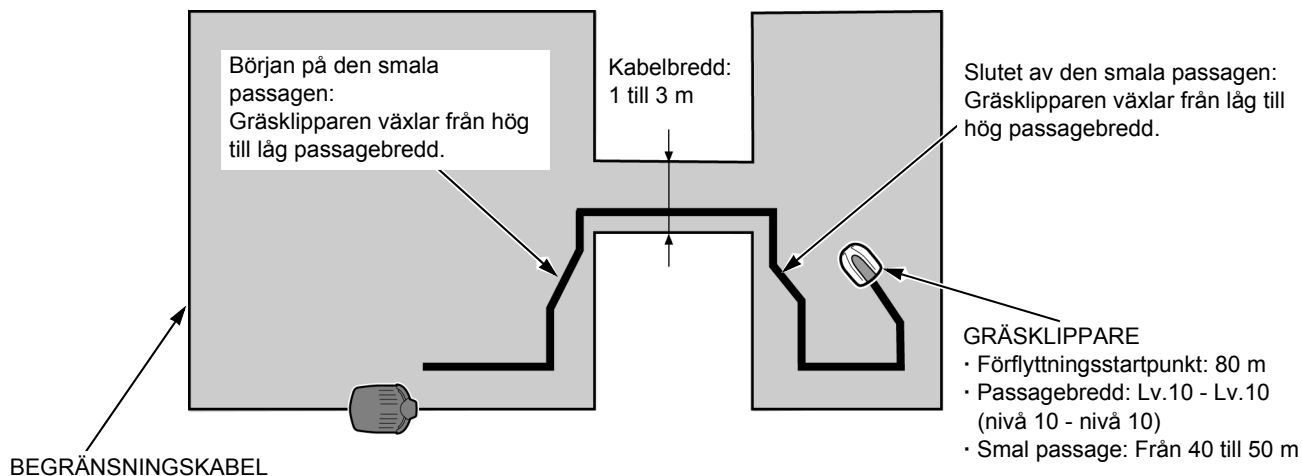 Början på den smala
passagen:
Gräsklipparen växlar från hög
till låg passagebredd.
Kabelbredd:
1 till 3 m
Slutet av den smala passagen:
Gräsklipparen växlar från låg till
hög passagebredd.
GRÄSKLIPPARE
· Förflyttningsstartpunkt: 80 m
· Passagebredd: Lv.10 - Lv.10
(nivå 10 - nivå 10)
· Smal passage: Från 40 till 50 m
BEGRÄNSNINGSKABEL